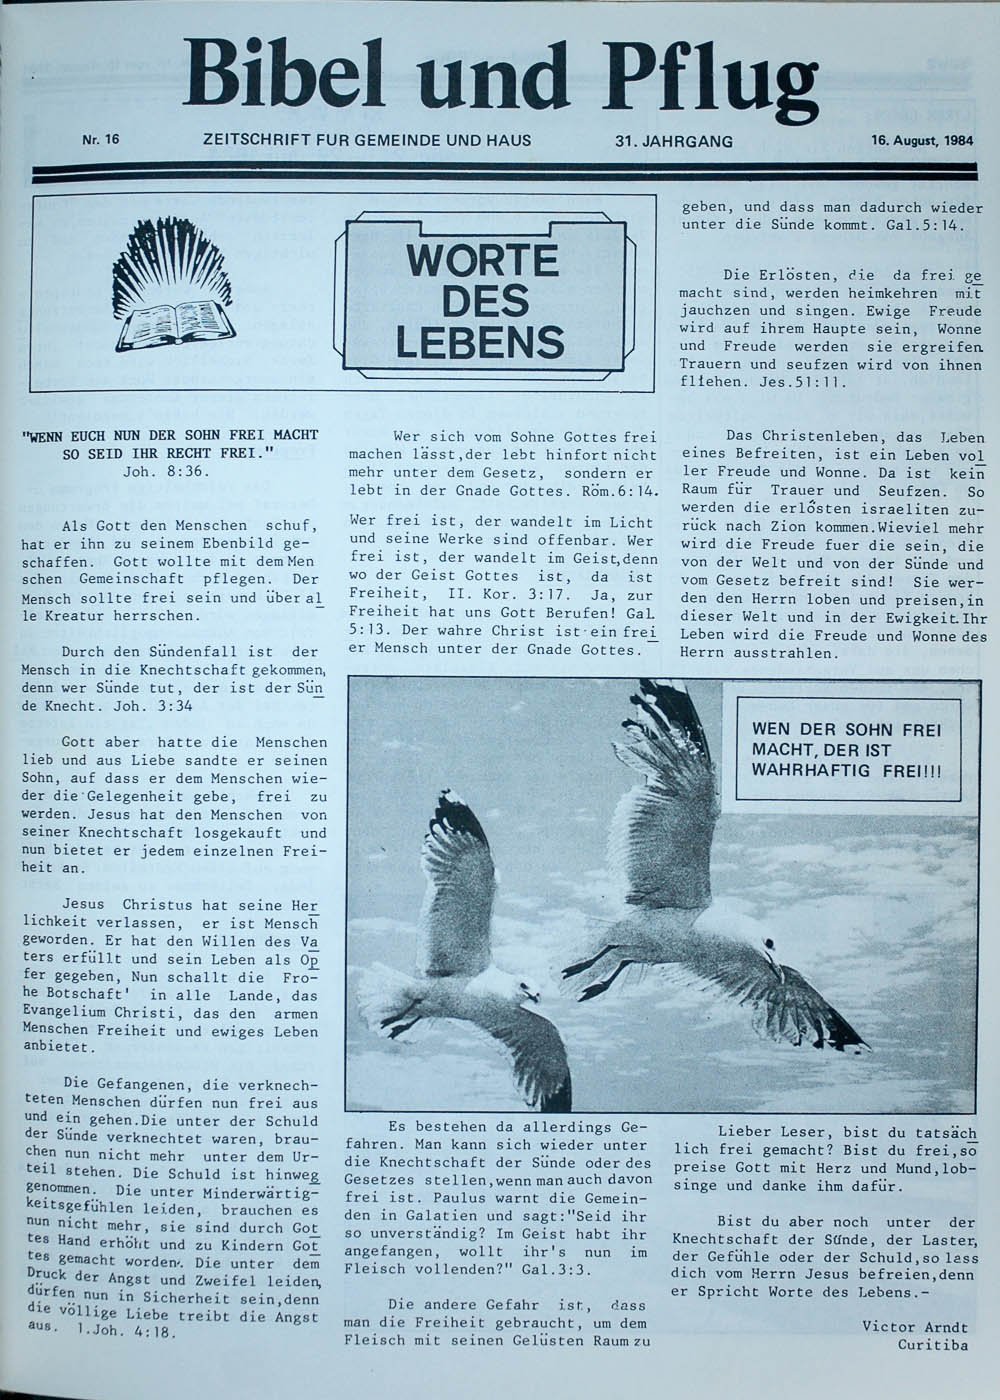 Bibel und Pflug
Nr. 16 ZEITSCHRIFT FUR GEMEINDE UND HAUS 31. JAHRGANG 16. August, 1984
WORTE
DES
LEBENS
"WENN EUCH NUN DER SOHN FREI MACHT
SO SEID IHR RECHT FREI."
Joh. 8:36.
Als Gott den Menschen schuf,
hat er ihn zu seinem Ebenbild ge-
schaffen. Gott wollte mit dem Men
schen Gemeinschaft pflegen. Der
Mensch sollte frei sein und über al
le Kreatur herrschen.
Durch den Sündenfall ist der
Mensch in die Knechtschaft gekommen,
denn wer Sünde tut, der ist der Sün
de Knecht. Joh. 3:34
Gott aber hatte die Menschen
lieb und aus Liebe sandte er seinen
Sohn, auf dass er dem Menschen wie-
der die Gelegenheit gebe, frei zu
werden. Jesus hat den Menschen von
seiner Knechtschaft losgekauft und
nun bietet er jedem einzelnen Frei-
heit an.
Jesus Christus hat seine Her
lichkeit verlassen, er ist Mensch
geworden. Er hat den Willen des Va
ters erfüllt und sein Leben als Op
fer gegeben, Nun schallt die Fro-
he Botschaft' in alle Lande, das
Evangelium Christi, das den armen
Menschen Freiheit und ewiges Leben
anbietet.
Die Gefangenen, die verknech-
teten Menschen dürfen nun frei aus
und ein gehen.Die unter der Schuld
der Sünde verknechtet waren, brau-
chen nun nicht mehr unter dem Ur-
teil stehen. Die Schuld ist hinweg
genommen. Die unter Minderwärtig-
keitsgefühlen leiden, brauchen es
nun nicht mehr, sie sind durch Got
tes Hand erhöht und zu Kindern Got
tes gemacht worden. Die unter dem
Druck der Angst und Zweifel leiden,
dürfen nun in Sicherheit sein,denn
die völlige Liebe treibt die Angst
aus. 1.Joh. 4:18.
Wer sich vom Sohne Gottes frei
machen lässt,der lebt hinfort nicht
mehr unter dem Gesetz, sondern er
lebt in der Gnade Gottes. Röm.6:14.
Wer frei ist, der wandelt im Licht
und seine Werke sind offenbar. Wer
frei ist, der wandelt im Geist,denn
wo der Geist Gottes ist, da ist
Freiheit, II. Kor. 3:17. Ja, zur
Freiheit hat uns Gott Berufen! Gal.
5:13. Der wahre Christ ist ein frei
er Mensch unter der Gnade Gottes.
Es bestehen da allerdings Ge-
fahren. Man kann sich wieder unter
die Knechtschaft der Sünde oder des
Gesetzes stellen,wenn man auch davon
frei ist. Paulus warnt die Gemein-
den in Galatien und sagt:"Seid ihr
so unverständig? Im Geist habt ihr
angefangen, wollt ihr's nun im
Fleisch vollenden?" Gal.3:3.
Die andere Gefahr ist, dass
man die Freiheit gebraucht, um dem
Fleisch mit seinen Gelüsten Raum zu
geben, und dass man dadurch wieder
unter die Sünde kommt. Gal.5:14.
Die Erlösten, die da frei ge
macht sind, werden heimkehren mit
jauchzen und singen. Ewige Freude
wird auf ihrem Haupte sein, Wonne
und Freude werden sie ergreifen.
Trauern und seufzen wird von ihnen
fliehen. Jes.51:11.
Das Christenleben, das Leben
eines Befreiten, ist ein Leben vol
ler Freude und Wonne. Da ist kein
Raum für Trauer und Seufzen. So
werden die erlösten israeliten zu-
rück nach Zion kommen.Wieviel mehr
wird die Freude fuer die sein, die
von der Welt und von der Sünde und
vom Gesetz befreit sind! Sie wer-
den den Herrn loben und preisen,in
dieser Welt und in der Ewigkeit.Ihr
Leben wird die Freude und Wonne des
Herrn ausstrahlen.
WEN DER SOHN FREI
MACHT, DER IST
WAHRHAFTIG FREI!!!
Lieber Leser, bist du tatsäch
lich frei gemacht? Bist du frei,so
preise Gott mit Herz und Mund,lob-
singe und danke ihm dafür.
Bist du aber noch unter der
Knechtschaft der Sünde, der Laster,
der Gefühle oder der Schuld,so lass
dich vom Herrn Jesus befreien,denn
er Spricht Worte des Lebens.-
Victor Arndt
Curitiba